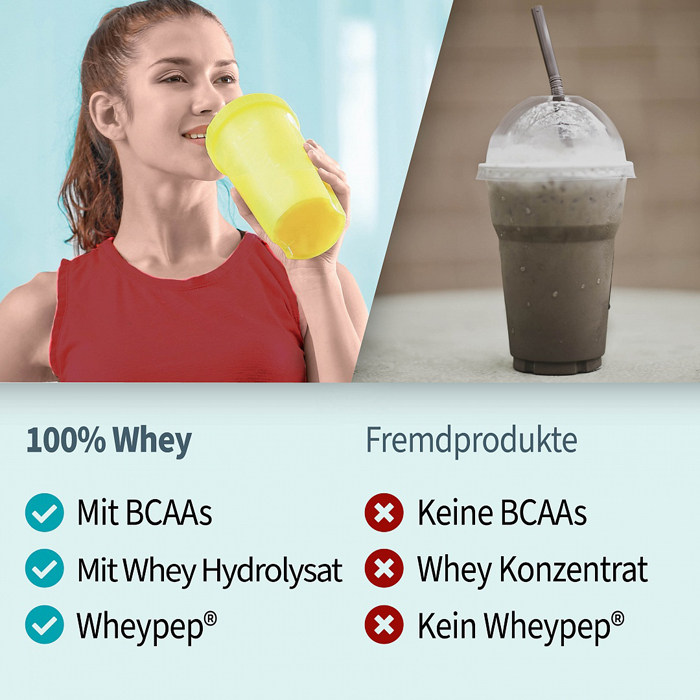 100% Whey
Mit BCAAs
Mit Whey Hydrolysat
Wheypep®
Fremdprodukte
Keine BCAAs
Whey Konzentrat
Kein Wheypep®